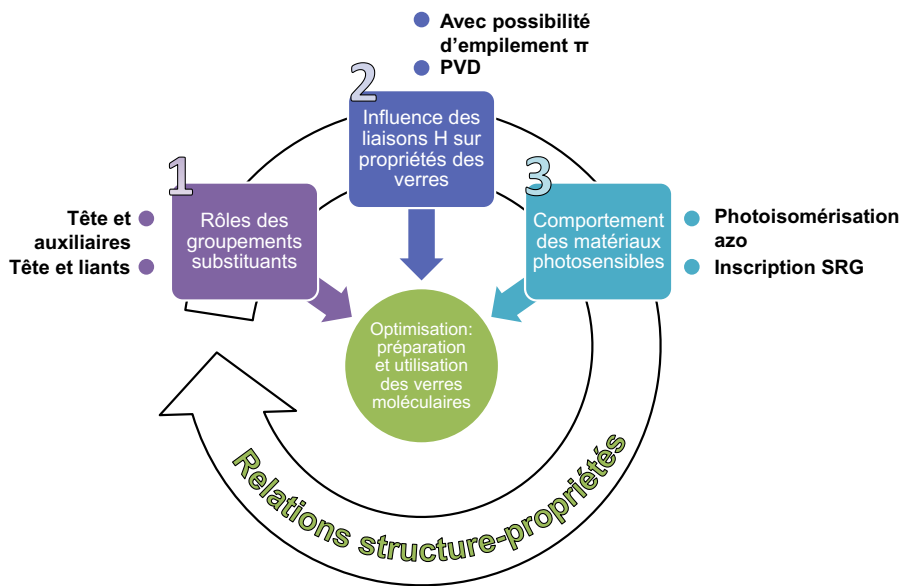 Avec possibilité
d’empilement π
PVD
2
Influence des
liaisons H sur
propriétés des
verres
1
Rôles des
groupements
substituants
Tête et
auxiliaires
Tête et liants
3
Comportement
des matériaux
photosensibles
Photoisomérisation
azo
Inscription SRG
Optimisation:
préparation
et utilisation
des verres
moléculaires
Relations structure-propriétés